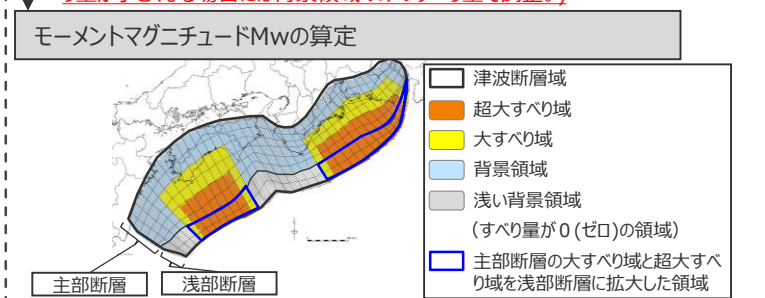 モーメントマグニチュードMwの算定
津波断層域
超大すべり域
大すべり域
背景領域
浅い背景領域
(すべり量が0(ゼロ)の領域)
主部断層の大すべり域と超大すべ
り域を浅部断層に拡大した領域
主部断層
浅部断層